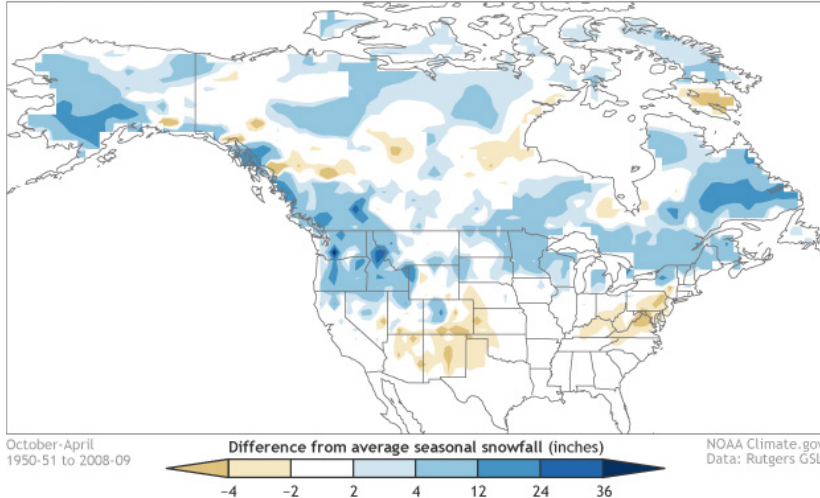 October-April
1950-51 to 2008-09
Difference from average seasonal snowfall (inches)
-4 -2 2 4 12 24 36
NOAA Climate.gov
Data: Rutgers GSL